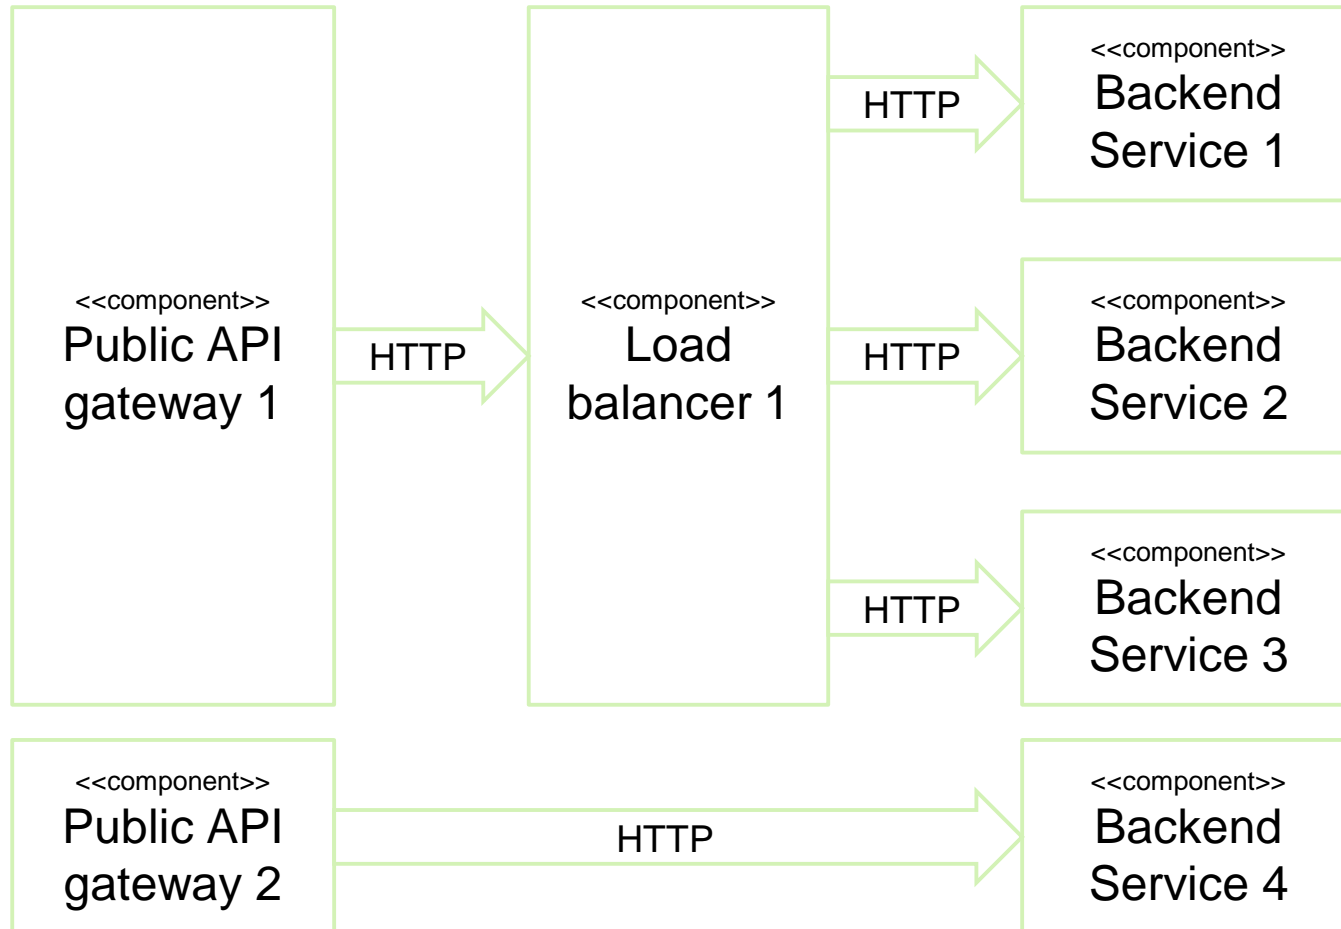 <<component>>
Public API
gateway 1
HTTP
<<component>>
Load
balancer 1
HTTP
<<component>>
Backend
Service 1
HTTP
<<component>>
Backend
Service 2
HTTP
<<component>>
Backend
Service 3
<<component>>
Public API
gateway 2
HTTP
<<component>>
Backend
Service 4